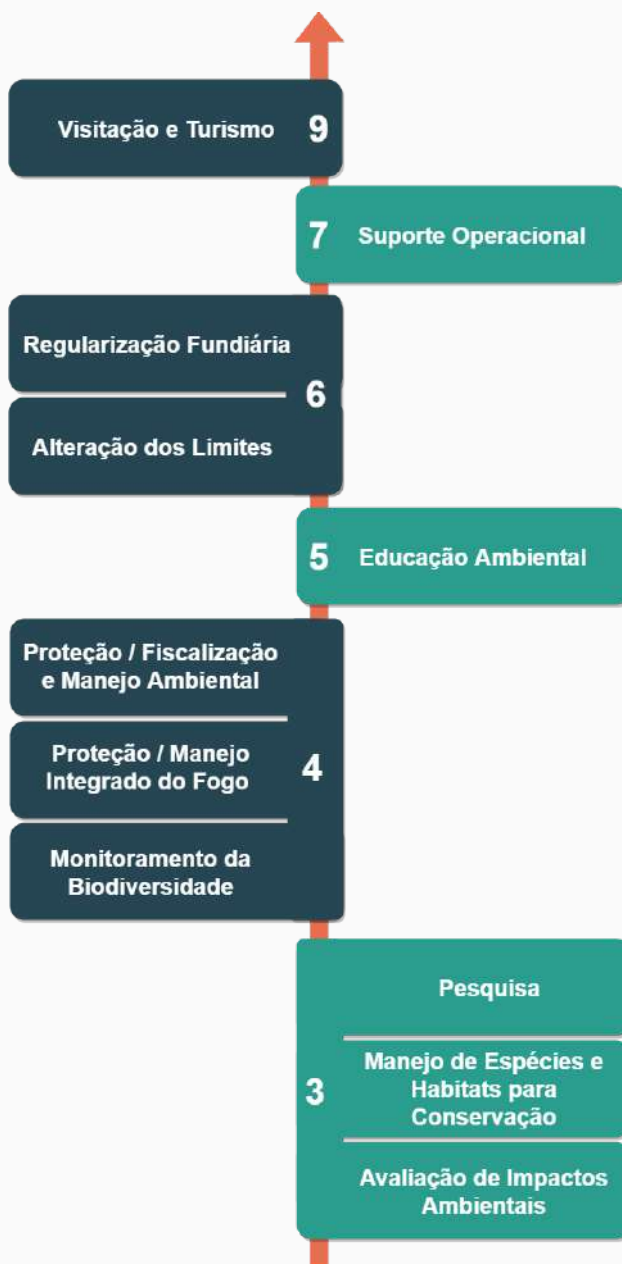 Visitação e Turismo 9
7 Suporte Operacional
Regularização Fundiária
6
Alteração dos Limites
5 Educação Ambiental
Proteção / Fiscalização
e Manejo Ambiental
Proteção / Manejo
Integrado do Fogo
4
Monitoramento da
Biodiversidade
Pesquisa
3
Manejo de Espécies e
Habitats para
Conservação
Avaliação de Impactos
Ambientais